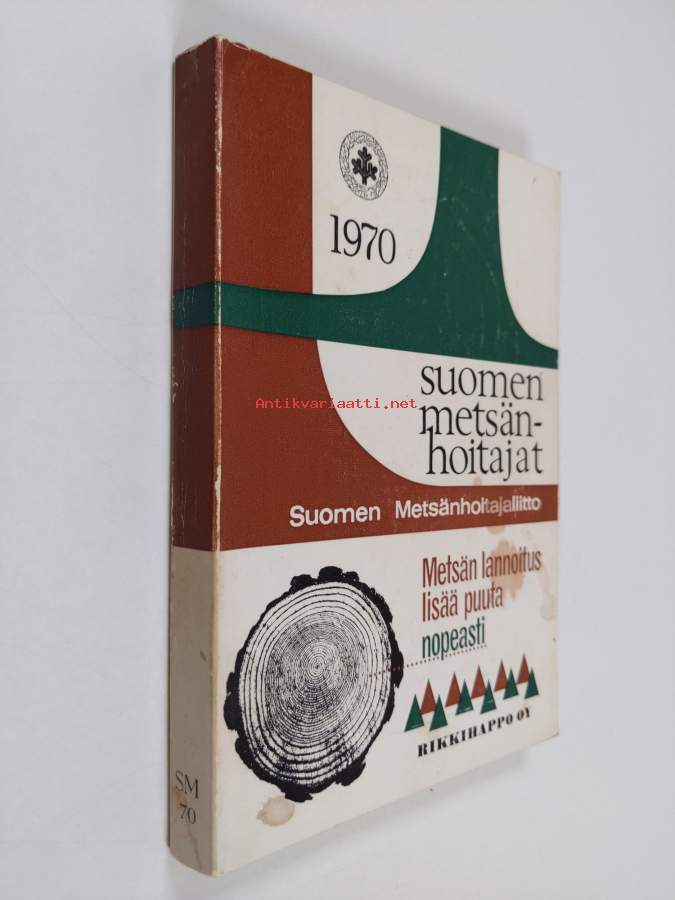 1970
suomen
metsän-
hoitajat
Antikvariaatti.net
Suomen Metsänhoitajaliitto
Metsän lannoitus
lisää puuta
nopeasti
RIKKIHAPPO OY
SM
70